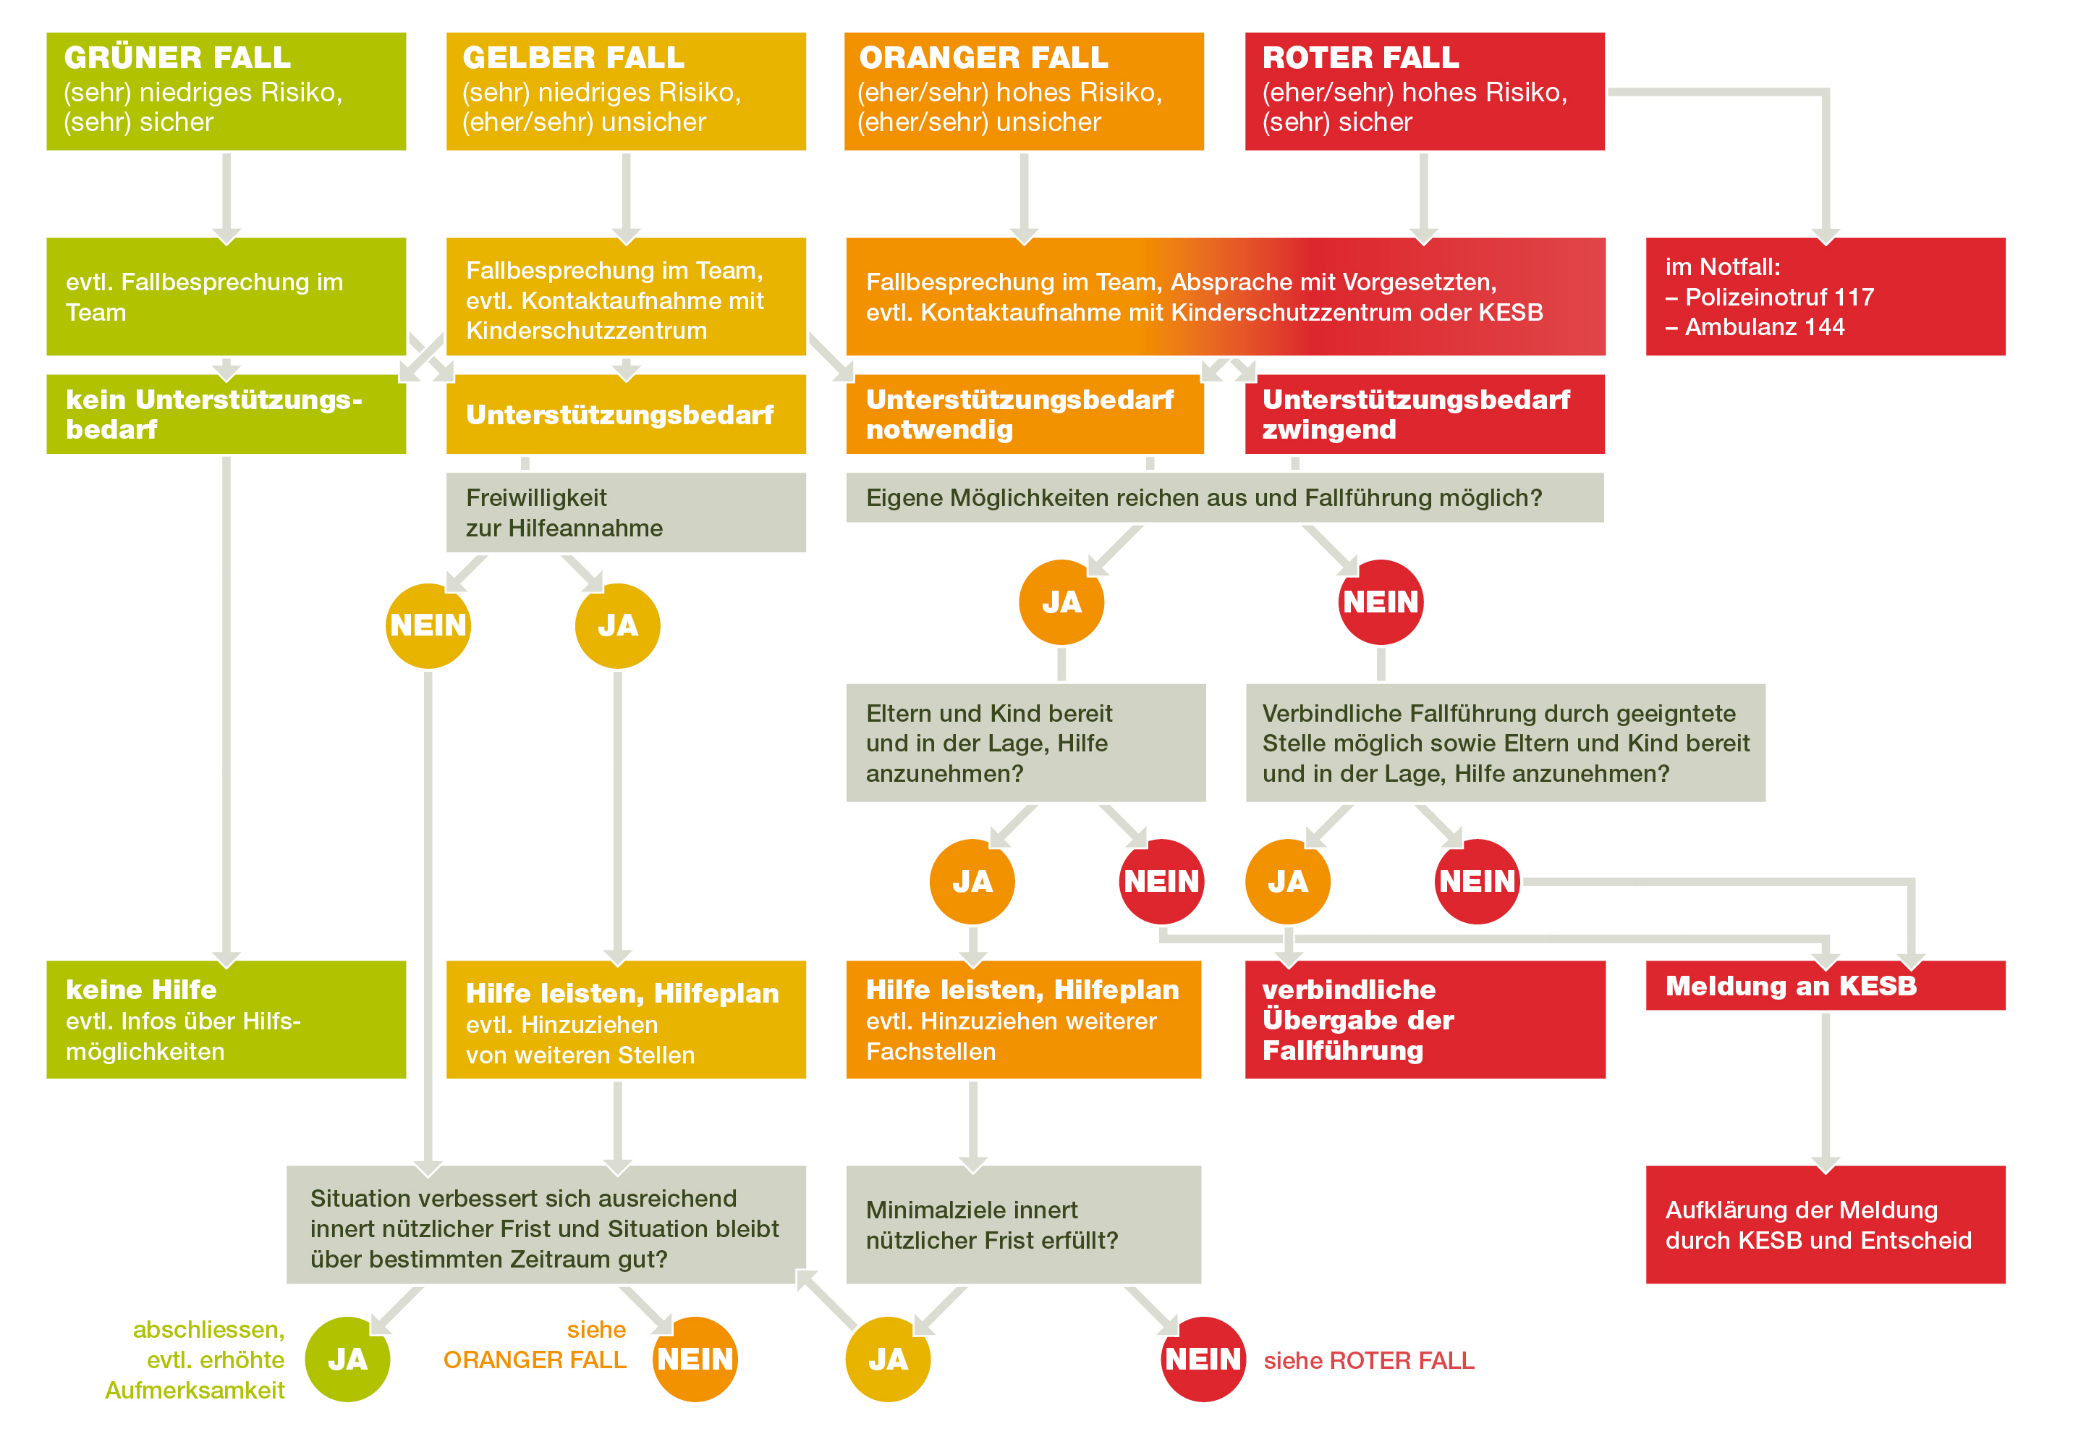 GRÜNER FALL
(sehr) niedriges Risiko,
(sehr) sicher
GELBER FALL
(sehr) niedriges Risiko,
(eher/sehr) unsicher
ORANGER FALL
(eher/sehr) hohes Risiko,
(eher/sehr) unsicher
ROTER FALL
(eher/sehr) hohes Risiko,
(sehr) sicher
evtl. Fallbesprechung im
Team
Fallbesprechung im Team,
evtl. Kontaktaufnahme mit
Kinderschutzzentrum
Fallbesprechung im Team, Absprache mit Vorgesetzten,
evtl. Kontaktaufnahme mit Kinderschutzzentrum oder KESB
im Notfall:
– Polizeinotruf 117
– Ambulanz 144
kein Unterstützungs-
bedarf
Unterstützungsbedarf
Unterstützungsbedarf
notwendig
Unterstützungsbedarf
zwingend
Freiwilligkeit
zur Hilfeannahme
Eigene Möglichkeiten reichen aus und Fallführung möglich?
NEIN
JA
JA
NEIN
Eltern und Kind bereit
und in der Lage, Hilfe
anzunehmen?
Verbindliche Fallführung durch geeigntete
Stelle möglich sowie Eltern und Kind bereit
und in der Lage, Hilfe anzunehmen?
JA
NEIN
JA
NEIN
keine Hilfe
evtl. Infos über Hilfs-
möglichkeiten
Hilfe leisten, Hilfeplan
evtl. Hinzuziehen
von weiteren Stellen
Hilfe leisten, Hilfeplan
evtl. Hinzuziehen weiterer
Fachstellen
verbindliche
Übergabe der
Fallführung
Meldung an KESB
Situation verbessert sich ausreichend
innert nützlicher Frist und Situation bleibt
über bestimmten Zeitraum gut?
Minimalziele innert
nützlicher Frist erfüllt?
Aufklärung der Meldung
durch KESB und Entscheid
abschliessen,
evtl. erhöhte
Aufmerksamkeit
JA
siehe
ORANGER FALL
NEIN
JA
NEIN
siehe ROTER FALL